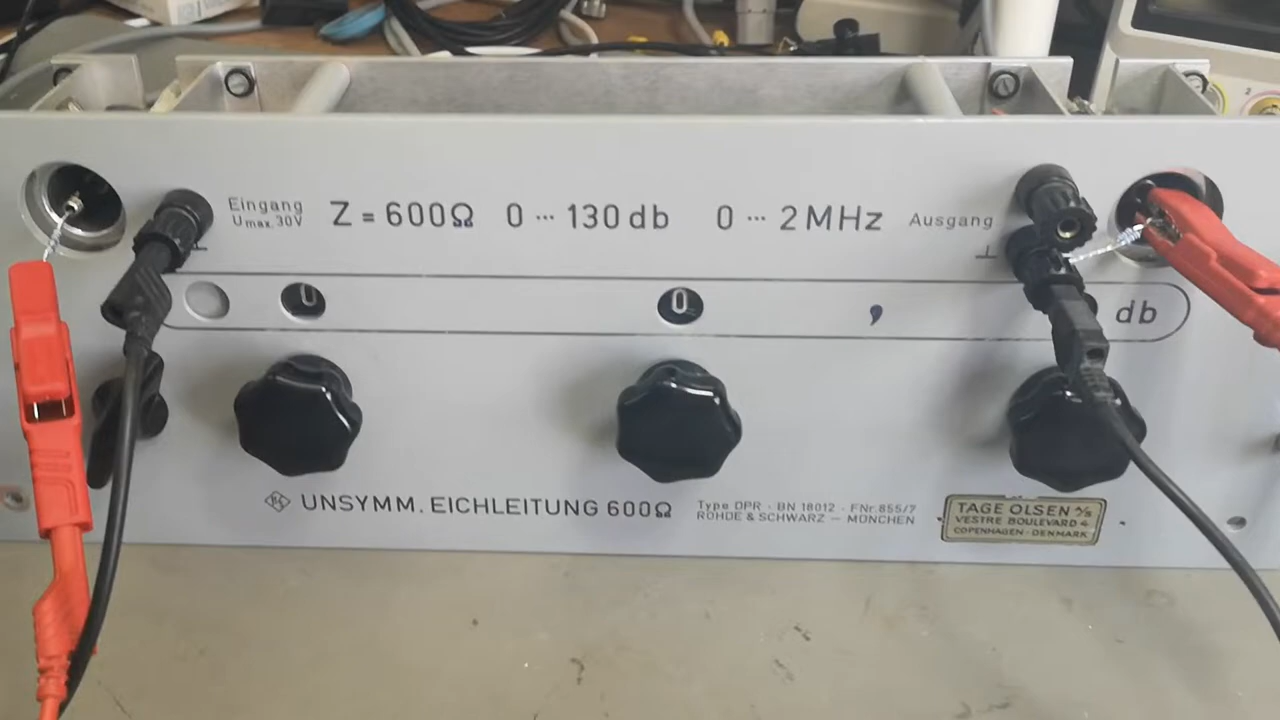 Eingang
Umax. 30V
Z = 600Ω 0 ··· 130 db 0 ··· 2 MHz
Ausgang
0
0
,
db
UNSYMM. EICHLEITUNG 600Ω
Type DPR · BN 18012 · FNr. 855/7
ROHDE & SCHWARZ — MÜNCHEN
TAGE OLSEN A/S
VESTRE BOULEVARD 4
COPENHAGEN · DENMARK